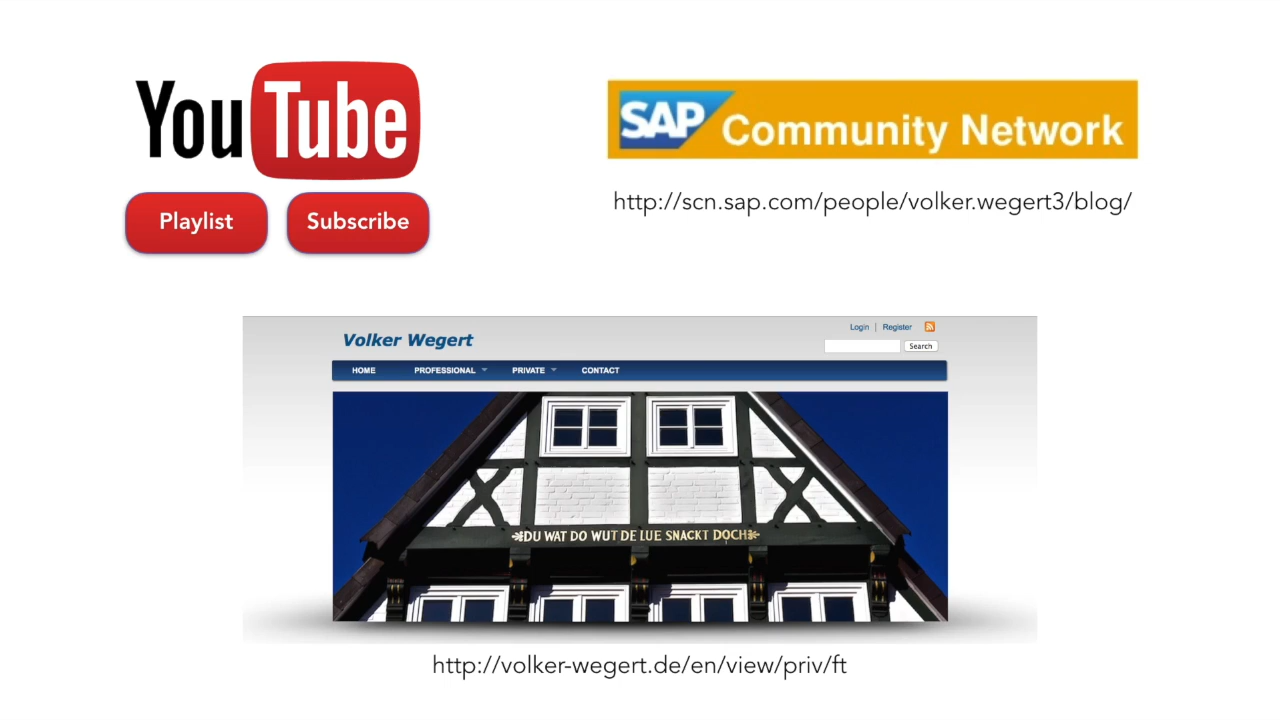 YouTube
Playlist
Subscribe
SAP Community Network
http://scn.sap.com/people/volker.wegert3/blog/
Volker Wegert
Login | Register
Search
HOME PROFESSIONAL PRIVATE CONTACT
DU WAT DO WUT DE LUE SNACKT DOCH
http://volker-wegert.de/en/view/priv/ft